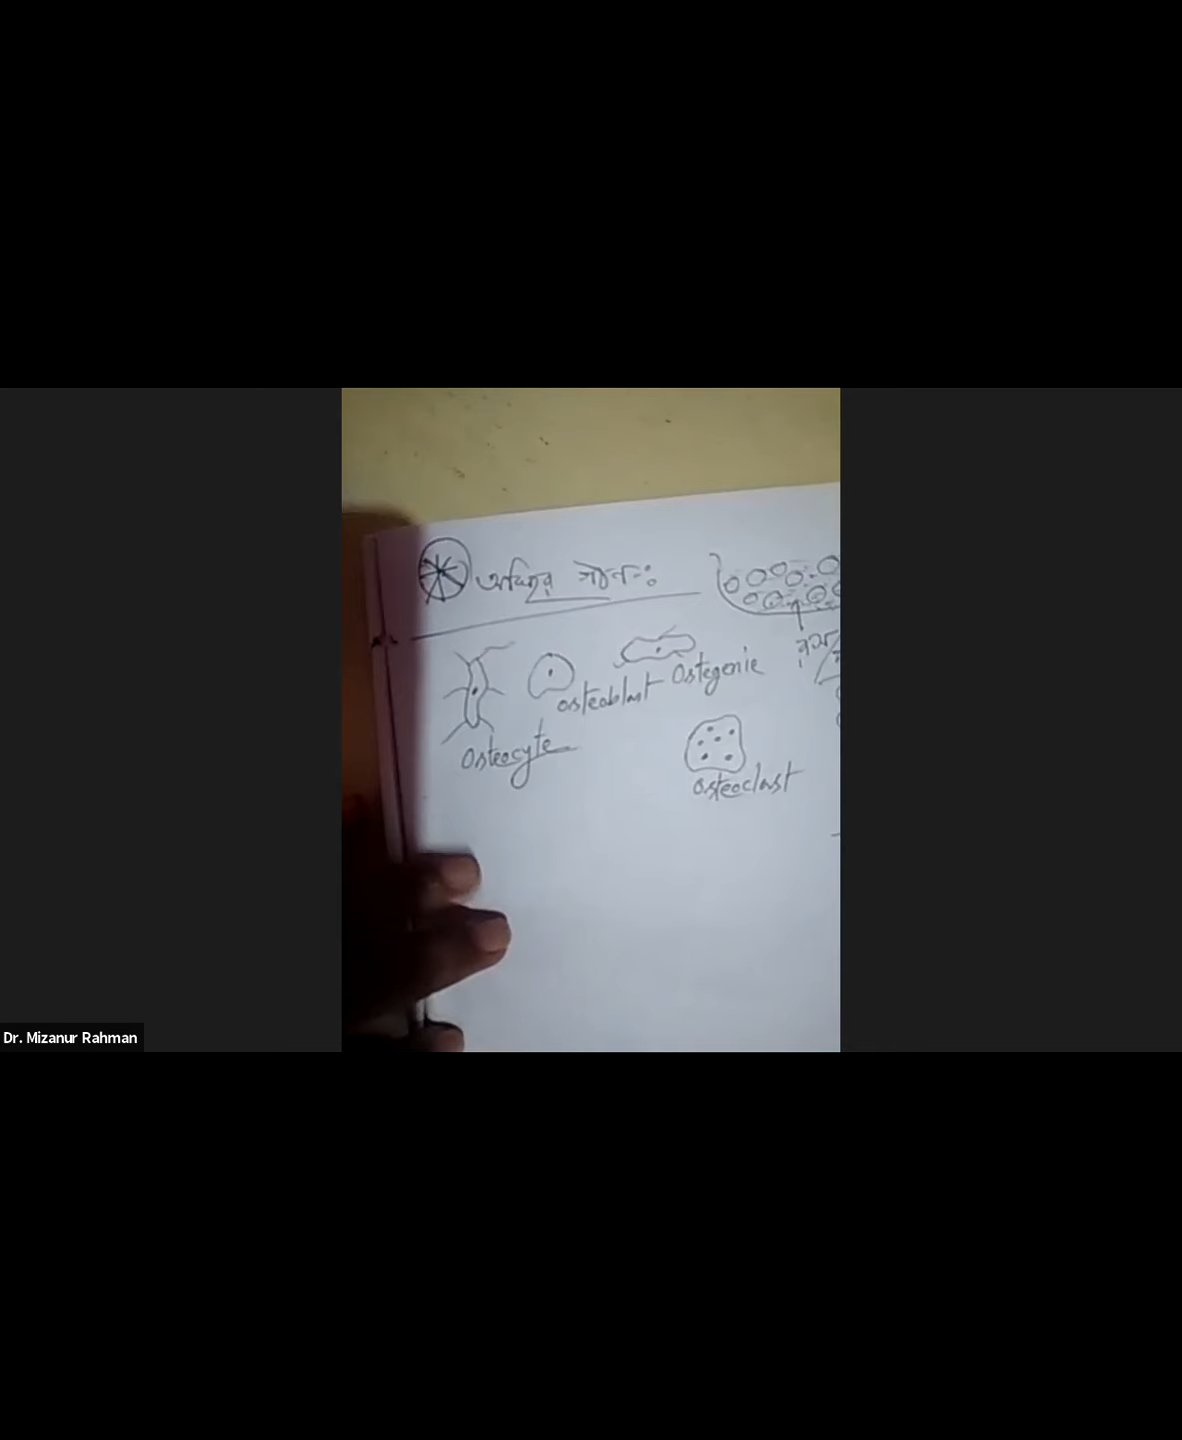 অস্থির গঠন:
Osteocyte
osteoblast
Ostegenic
osteoclast
Dr. Mizanur Rahman